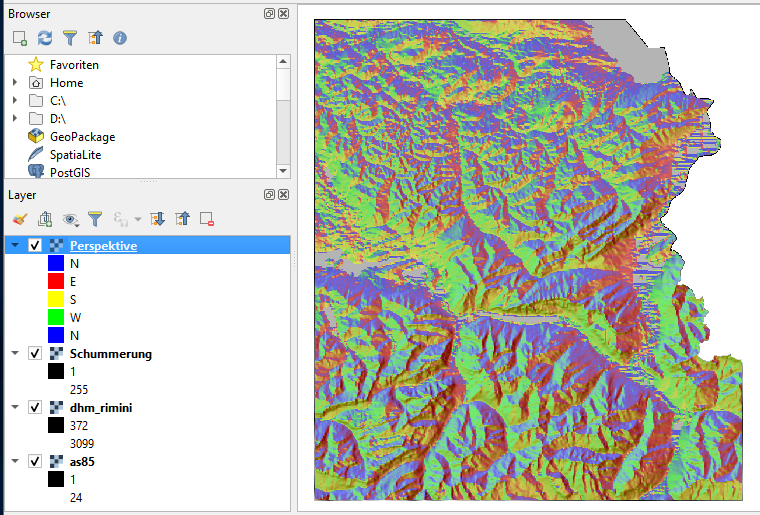 Browser
Favoriten
Home
C:\
D:\
GeoPackage
SpatiaLite
PostGIS
Layer
Perspektive
N
E
S
W
N
Schummerung
1
255
dhm_rimini
372
3099
as85
1
24